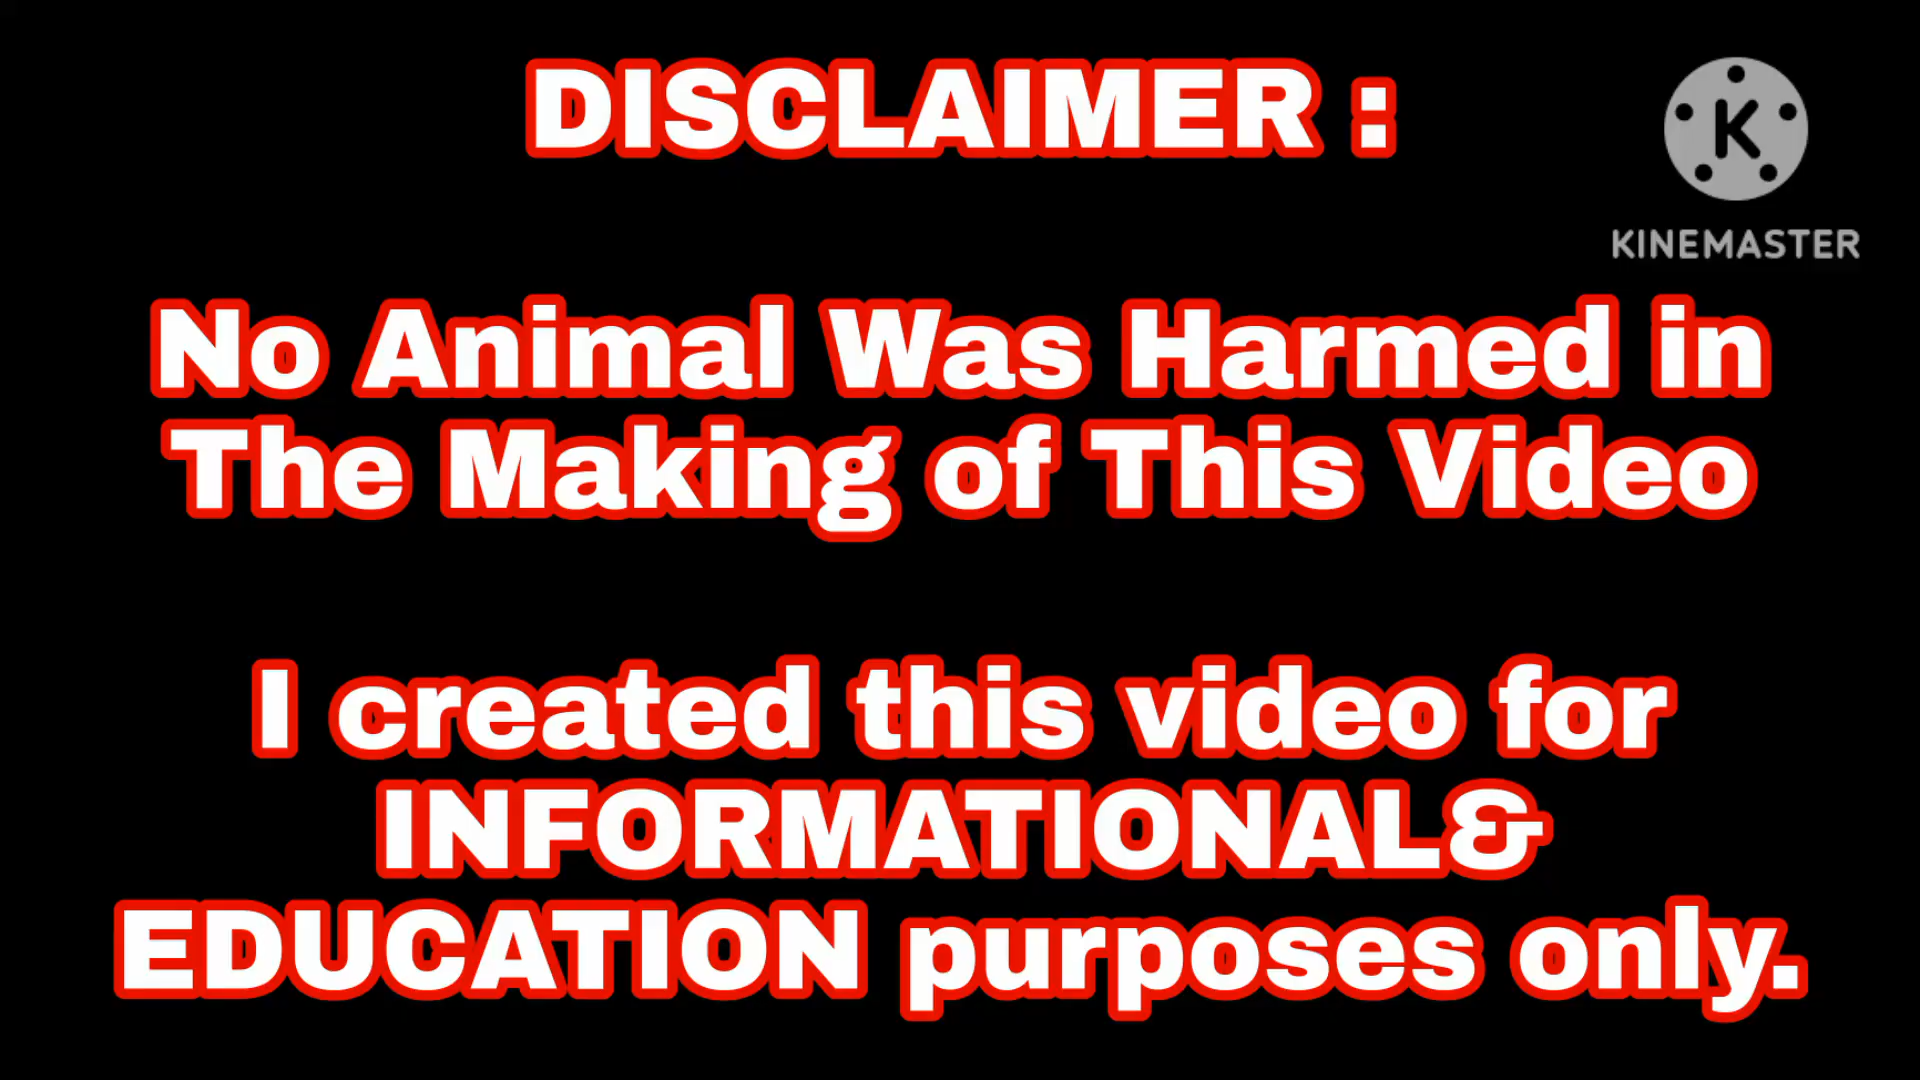 DISCLAIMER :
KINEMASTER
No Animal Was Harmed in
The Making of This Video
I created this video for
INFORMATIONAL&
EDUCATION purposes only.